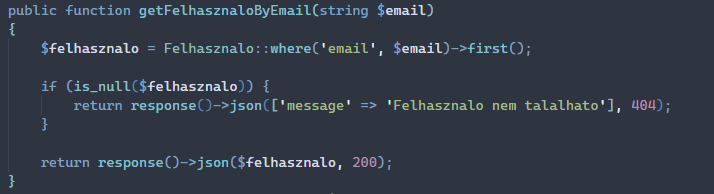 public function getFelhasznaloByEmail(string $email)
{
    $felhasznalo = Felhasznalo::where('email', $email)->first();
    if (is_null($felhasznalo)) {
        return response()->json(['message' => 'Felhasznalo nem talalhato'], 404);
    }
    return response()->json($felhasznalo, 200);
}